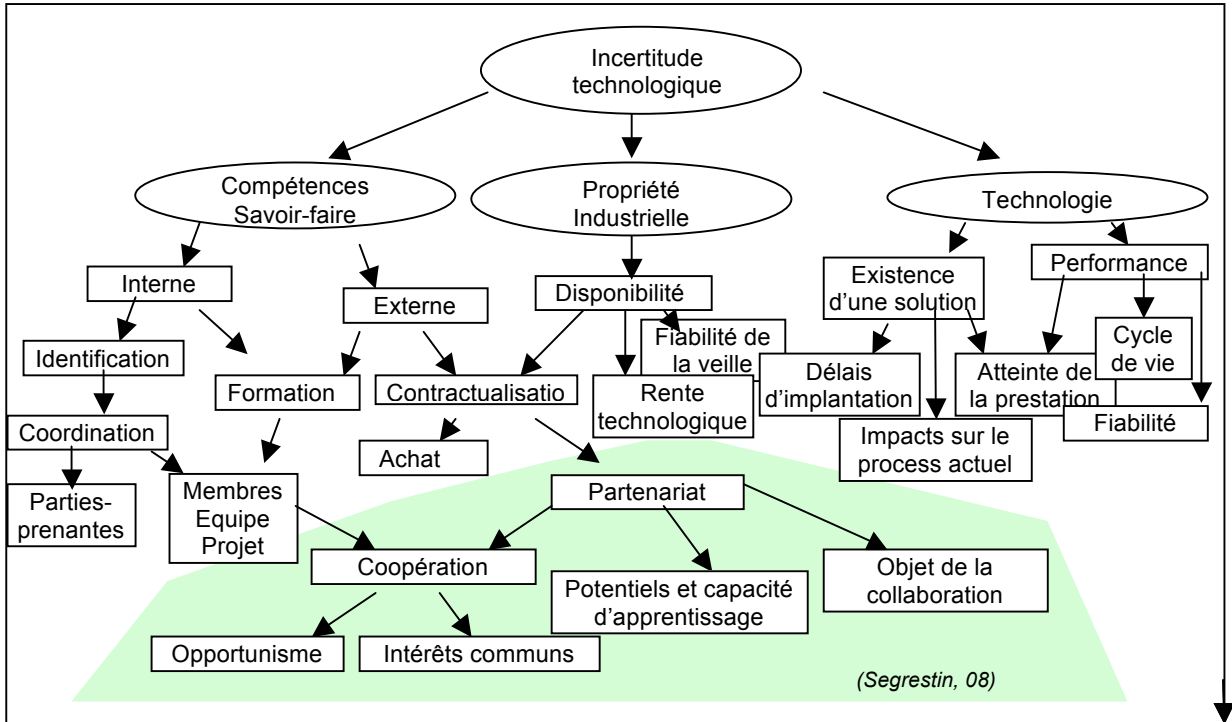 Incertitude
technologique
Compétences
Savoir-faire
Propriété
Industrielle
Technologie
Interne
Externe
Disponibilité
Existence
d’une solution
Performance
Identification
Formation
Contractualisatio
Fiabilité de
la veille
Rente
technologique
Délais
d’implantation
Atteinte de
la prestation
Cycle
de vie
Fiabilité
Coordination
Achat
Impacts sur le
process actuel
Parties-
prenantes
Membres
Equipe
Projet
Partenariat
Coopération
Potentiels et capacité
d’apprentissage
Objet de la
collaboration
Opportunisme
Intérêts communs
(Segrestin, 08)